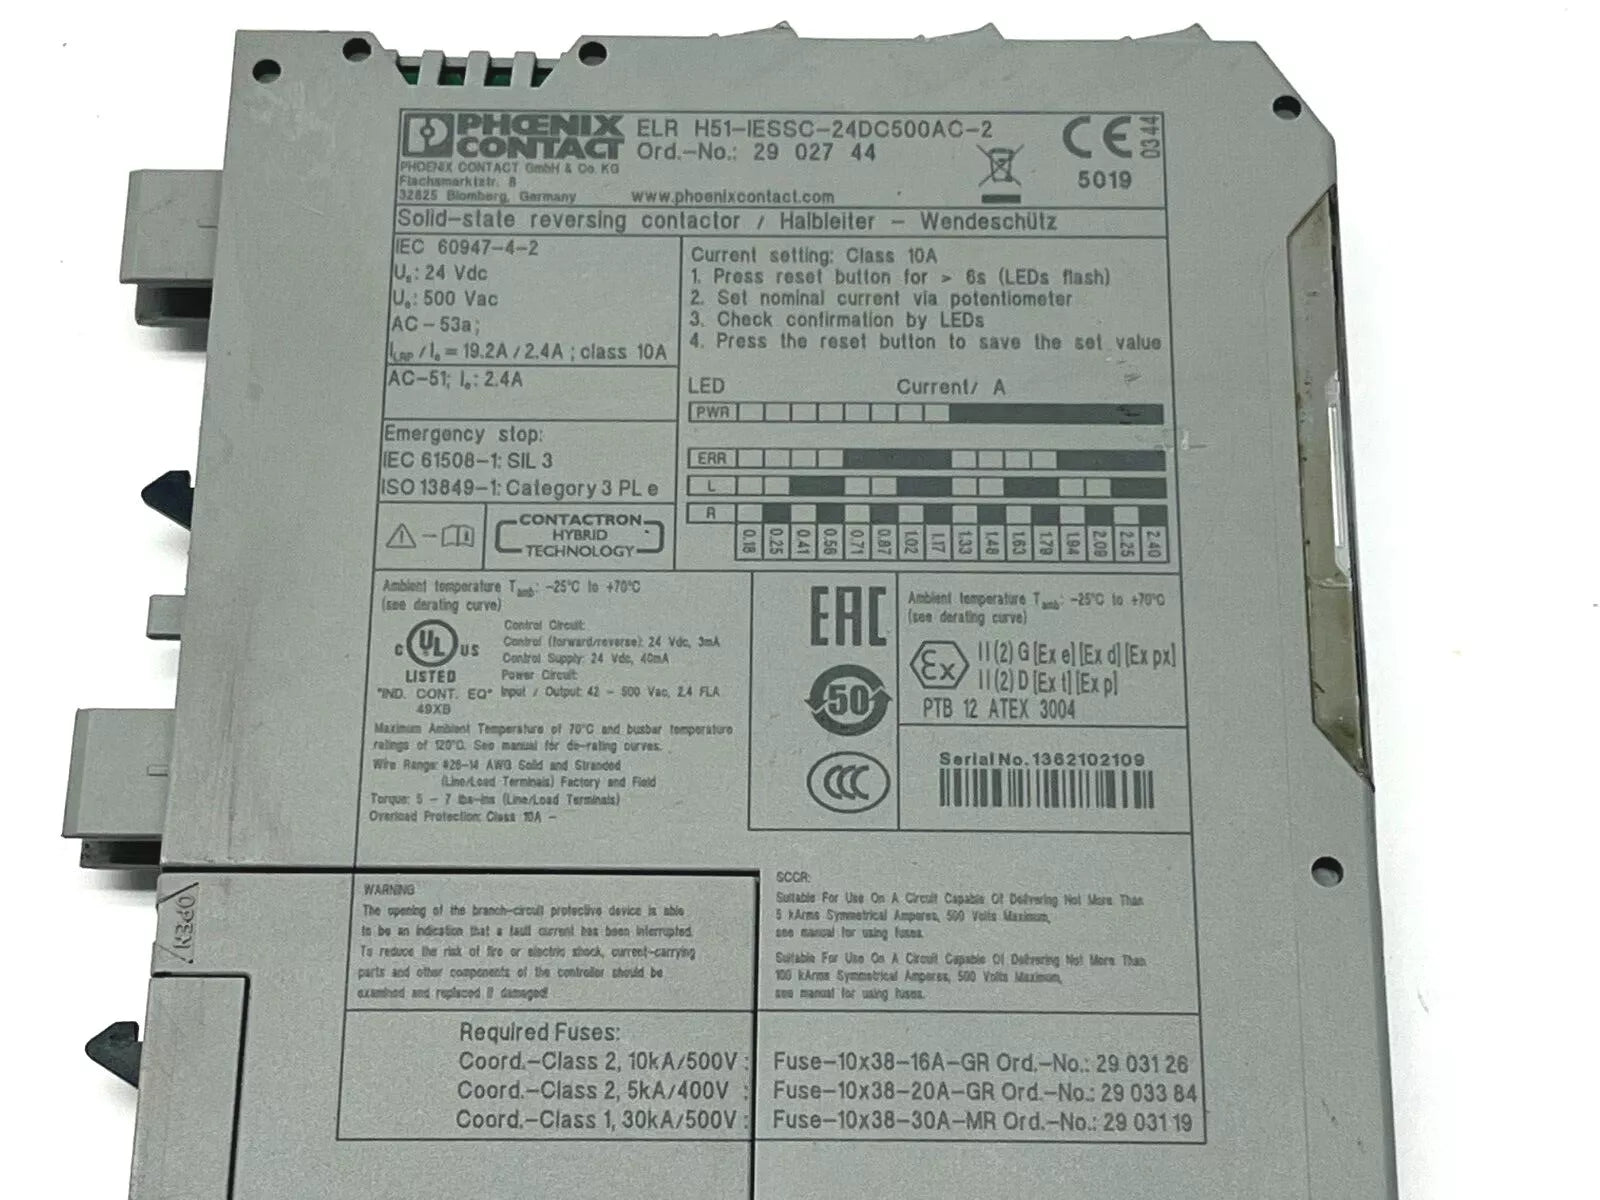 PHŒNIX
CONTACT
PHOENIX CONTACT GmbH & Co. KG
Flachsmarktstr. 8
32825 Blomberg, Germany
ELR H51-IESSC-24DC500AC-2
Ord.-No.: 29 027 44
www.phoenixcontact.com
CE 0344
5019
Solid-state reversing contactor / Halbleiter - Wendeschütz
IEC 60947-4-2
Us: 24 Vdc
Ue: 500 Vac
AC-53a;
ILRP / Ie = 19.2A / 2.4A ; class 10A
AC-51; Ie: 2.4A
Emergency stop:
IEC 61508-1: SIL 3
ISO 13849-1: Category 3 PL e
CONTACTRON
HYBRID
TECHNOLOGY
Current setting: Class 10A
1. Press reset button for > 6s (LEDs flash)
2. Set nominal current via potentiometer
3. Check confirmation by LEDs
4. Press the reset button to save the set value
LED Current/ A
PWR
ERR
L
R
0.18 0.25 0.41 0.56 0.71 0.87 1.02 1.17 1.33 1.48 1.63 1.79 1.94 2.09 2.25 2.40
Ambient temperature Tamb: -25°C to +70°C
(see derating curve)
c UL US
LISTED
"IND. CONT. EQ"
49XB
Control Circuit:
Control (forward/reverse): 24 Vdc, 3mA
Control Supply: 24 Vdc, 40mA
Power Circuit:
Input / Output: 42 - 500 Vac, 2.4 FLA
Maximum Ambient Temperature of 70°C and busbar temperature
ratings of 120°C. See manual for de-rating curves.
Wire Range: #26-14 AWG Solid and Stranded
(Line/Load Terminals) Factory and Field
Torque: 5 - 7 lbs-ins (Line/Load Terminals)
Overload Protection: Class 10A -
EAC
50
CCC
Ambient temperature Tamb: -25°C to +70°C
(see derating curve)
Ex
II (2) G [Ex e] [Ex d] [Ex px]
II (2) D [Ex t] [Ex p]
PTB 12 ATEX 3004
Serial No. 1362102109
OPEN
WARNING
The opening of the branch-circuit protective device is able
to be an indication that a fault current has been interrupted.
To reduce the risk of fire or electric shock, current-carrying
parts and other components of the controller should be
examined and replaced if damaged!
SCCR:
Suitable For Use On A Circuit Capable Of Delivering Not More Than
5 kArms Symmetrical Amperes, 500 Volts Maximum,
see manual for using fuses.
Suitable For Use On A Circuit Capable Of Delivering Not More Than
100 kArms Symmetrical Amperes, 500 Volts Maximum,
see manual for using fuses.
Required Fuses:
Coord.-Class 2, 10kA/500V : Fuse-10x38-16A-GR Ord.-No.: 29 031 26
Coord.-Class 2, 5kA/400V : Fuse-10x38-20A-GR Ord.-No.: 29 033 84
Coord.-Class 1, 30kA/500V : Fuse-10x38-30A-MR Ord.-No.: 29 031 19